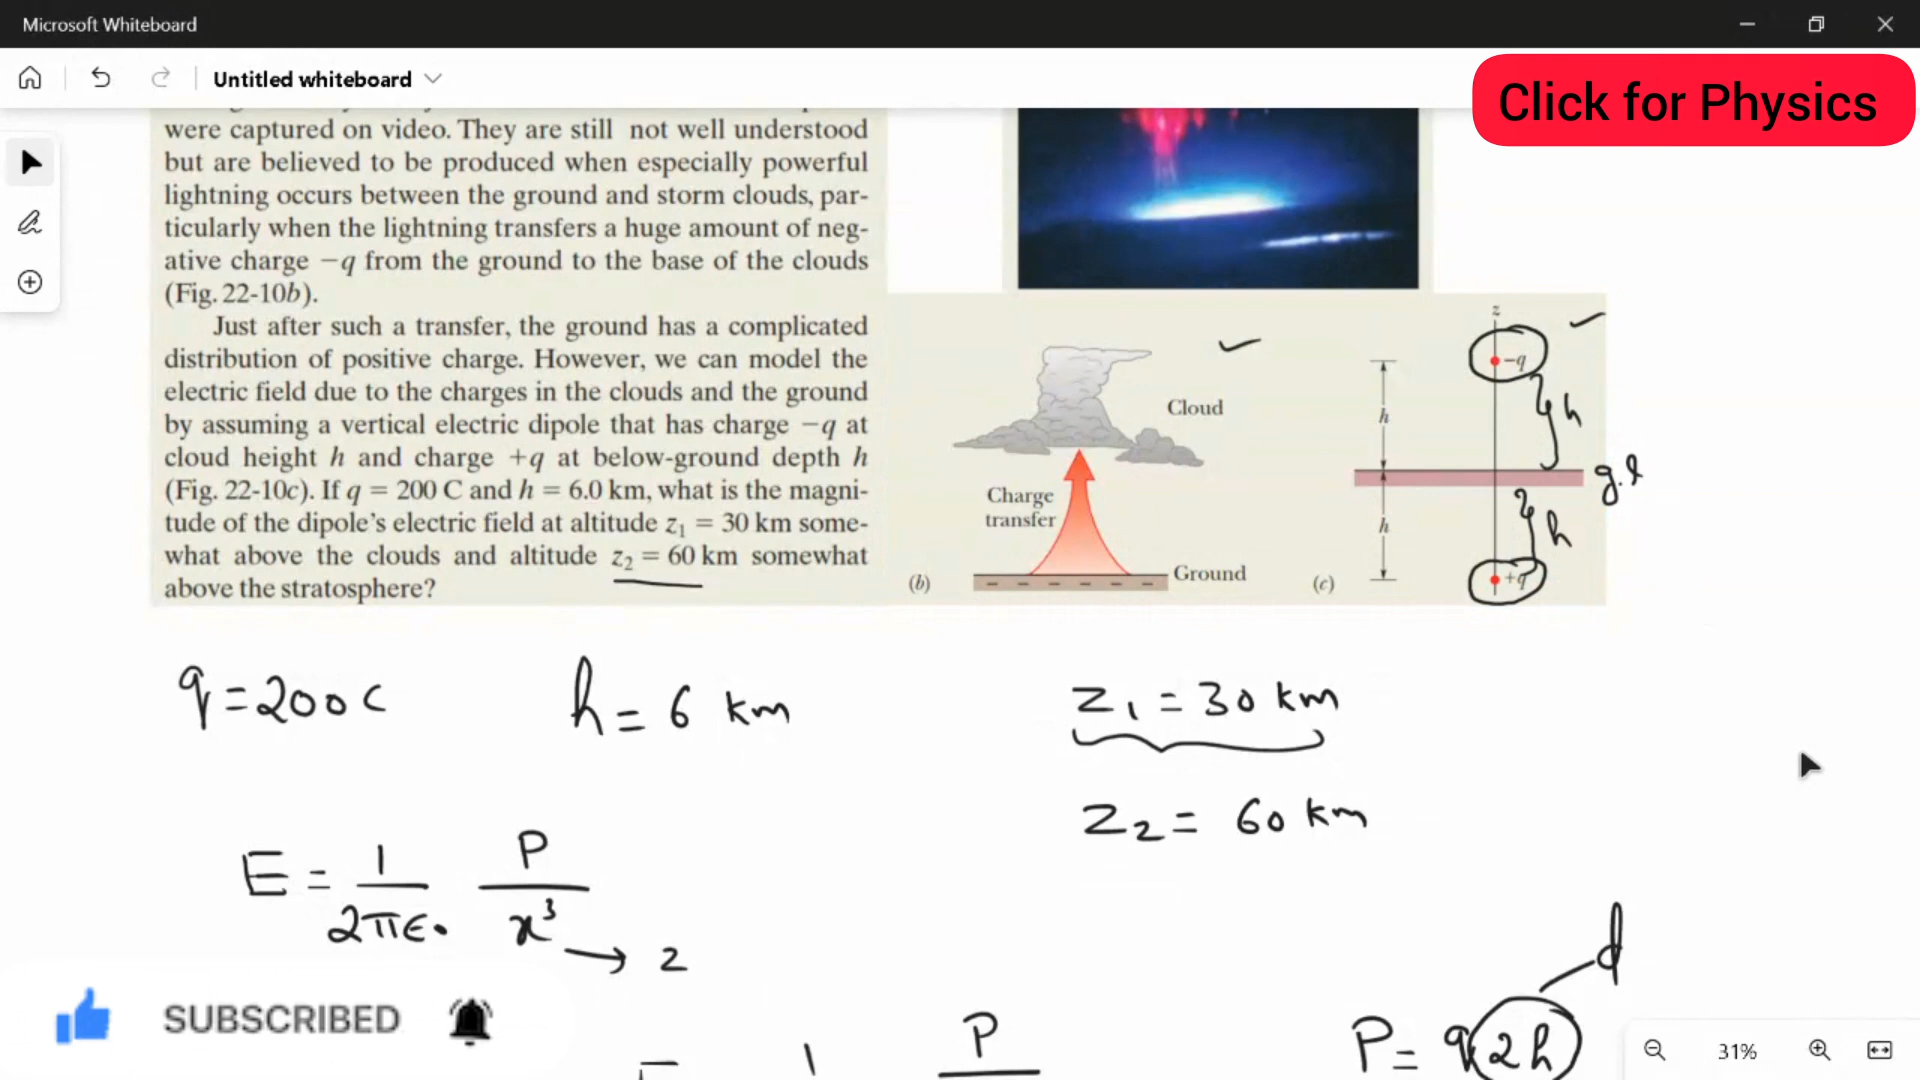 Microsoft Whiteboard
Untitled whiteboard
Click for Physics
were captured on video. They are still not well understood
but are believed to be produced when especially powerful
lightning occurs between the ground and storm clouds, par-
ticularly when the lightning transfers a huge amount of neg-
ative charge −q from the ground to the base of the clouds
(Fig. 22-10b).
Just after such a transfer, the ground has a complicated
distribution of positive charge. However, we can model the
electric field due to the charges in the clouds and the ground
by assuming a vertical electric dipole that has charge −q at
cloud height h and charge +q at below-ground depth h
(Fig. 22-10c). If q = 200 C and h = 6.0 km, what is the magni-
tude of the dipole's electric field at altitude z₁ = 30 km some-
what above the clouds and altitude z₂ = 60 km somewhat
above the stratosphere?
Cloud
Charge
transfer
Ground
(b)
z
−q
h
h
g.l
h
h
+q
(c)
q = 200 C
h = 6 km
z₁ = 30 km
z₂ = 60 km
E = 1/2πϵ₀ P/x³ → z
d
P = q 2h
1 P
SUBSCRIBED
31%